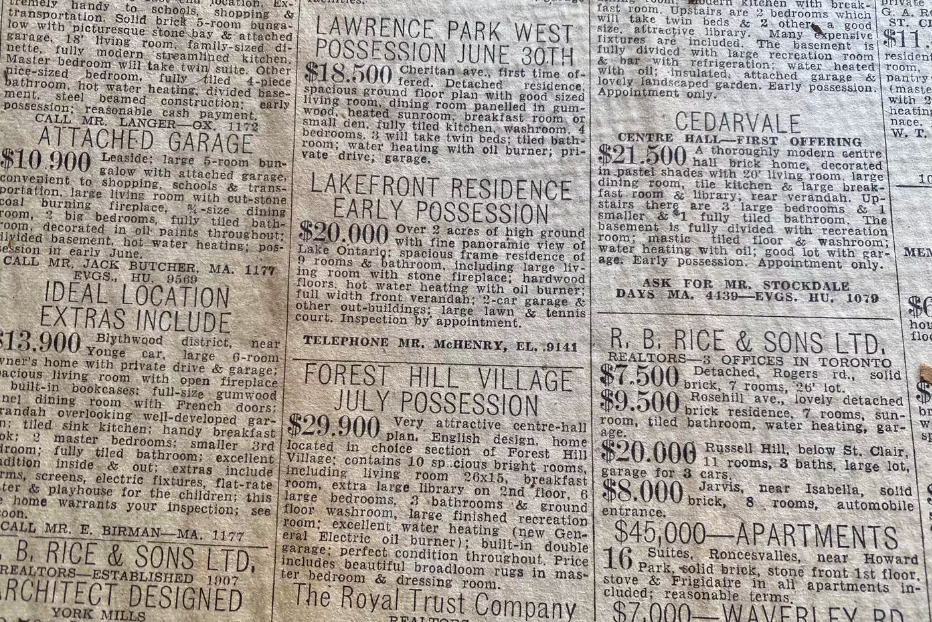 tremely handy to schools, shopping &
transportation. Solid brick 5-room bunga-
low with picturesque stone bay & attached
garage, 18' living room, family-sized di-
nette, fully modern streamlined kitchen.
Master bedroom will take twin suite. Other
nice-sized bedroom, fully tiled 4-piece
bathroom, hot water heating, divided base-
ment, steel beamed construction; early
possession; reasonable cash payment.
CALL MR. LANGER—OX. 1172
ATTACHED GARAGE
$10,900 Leaside; large 5-room bun-
galow with attached garage,
convenient to shopping, schools & trans-
portation, large living room with cut-stone
coal burning fireplace, ¾-size dining
room, 2 big bedrooms, fully tiled bath-
room, decorated in oil paints throughout;
divided basement, hot water heating; pos-
session in early June.
CALL MR. JACK BUTCHER, MA. 1177
EVGS., HU. 9569
IDEAL LOCATION
EXTRAS INCLUDE
$13,900 Blythwood district, near
Yonge car, large 6-room
owner's home with private drive & garage;
spacious living room with open fireplace
built-in bookcases; full-size gumwood
panel dining room with French doors;
verandah overlooking well-developed gar-
tiled sink kitchen; handy breakfast
2 master bedrooms; smaller 3rd
room; fully tiled bathroom; excellent
condition inside & out; extras include
screens, electric fixtures, flat-rate
& playhouse for the children; this
home warrants your inspection; see
soon.
CALL MR. E. BIRMAN—MA. 1177
B. RICE & SONS LTD.
REALTORS—ESTABLISHED 1907
ARCHITECT DESIGNED
YORK MILLS
LAWRENCE PARK WEST
POSSESSION JUNE 30TH
$18,500 Cheritan ave., first time of-
fered. Detached residence,
spacious ground floor plan with good sized
living room, dining room panelled in gum-
wood, heated sunroom; breakfast room or
small den, fully tiled kitchen, washroom, 4
bedrooms, 3 will take twin beds; tiled bath-
room; water heating with oil burner; pri-
vate drive; garage.
LAKEFRONT RESIDENCE
EARLY POSSESSION
$20,000 Over 2 acres of high ground
with fine panoramic view of
Lake Ontario; spacious frame residence of
9 rooms & bathroom, including large liv-
ing room with stone fireplace; hardwood
floors, hot water heating with oil burner;
full width front verandah; 2-car garage &
other out-buildings; large lawn & tennis
court. Inspection by appointment.
TELEPHONE MR. McHENRY, EL. 9141
FOREST HILL VILLAGE
JULY POSSESSION
$29,900 Very attractive centre-hall
plan, English design, home
located in choice section of Forest Hill
Village, contains 10 sp cious bright rooms,
including living room 26x15, breakfast
room, extra large library on 2nd floor, 6
large bedrooms, 3 bathrooms & ground
floor washroom, large finished recreation
room; excellent water heating (new Gen-
eral Electric oil burner); built-in double
garage; perfect condition throughout. Price
includes beautiful broadloom rugs in mas-
ter bedroom & dressing room.
The Royal Trust Company
REALTORS
modern kitchen with break-
fast room. Upstairs are 2 bedrooms which
will take twin beds & 2 other, a good
size, attractive library. Many expensive
fixtures are included. The basement is
fully divided with large recreation room
& bar with refrigeration; water heated
with oil; insulated, attached garage &
lovely landscaped garden. Early possession.
Appointment only.
CEDARVALE
CENTRE HALL—FIRST OFFERING
$21,500 A thoroughly modern centre
hall brick home, decorated
in pastel shades with 20' living room, large
dining room, tile kitchen & large break-
fast room & library; rear verandah. Up-
stairs there are 3 large bedrooms & 1
smaller & 1 fully tiled bathroom. The
basement is fully divided with recreation
room; mastic tiled floor & washroom;
water heating with oil; good lot with gar-
age. Early possession. Appointment only.
ASK FOR MR. STOCKDALE
DAYS MA. 4139—EVGS. HU. 1079
R. B. RICE & SONS LTD.
REALTORS—3 OFFICES IN TORONTO
$7,500 Detached, Rogers rd., solid
brick, 7 rooms, 26' lot.
$9,500 Rosehill ave., lovely detached
brick residence, 7 rooms, sun-
room, tiled bathroom, water heating, gar-
age.
$20,000 Russell Hill, below St. Clair,
11 rooms, 3 baths, large lot,
garage for 3 cars.
$8,000 Jarvis, near Isabella, solid
brick, 8 rooms, automobile
entrance.
$45,000—APARTMENTS
16 Suites, Roncesvalles, near Howard
Park, solid brick, stone front 1st floor,
stove & Frigidaire in all apartments in-
cluded; reasonable terms.
$7,000—WAVERLEY RD.